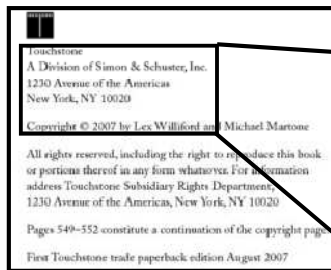 Touchstone
A Division of Simon & Schuster, Inc.
1230 Avenue of the Americas
New York, NY 10020
Copyright © 2007 by Lex Williford and Michael Martone
All rights reserved, including the right to reproduce this book
or portions thereof in any form whatsoever. For information
address Touchstone Subsidiary Rights Department,
1230 Avenue of the Americas, New York, NY 10020
Pages 549–552 constitute a continuation of the copyright page.
First Touchstone trade paperback edition August 2007